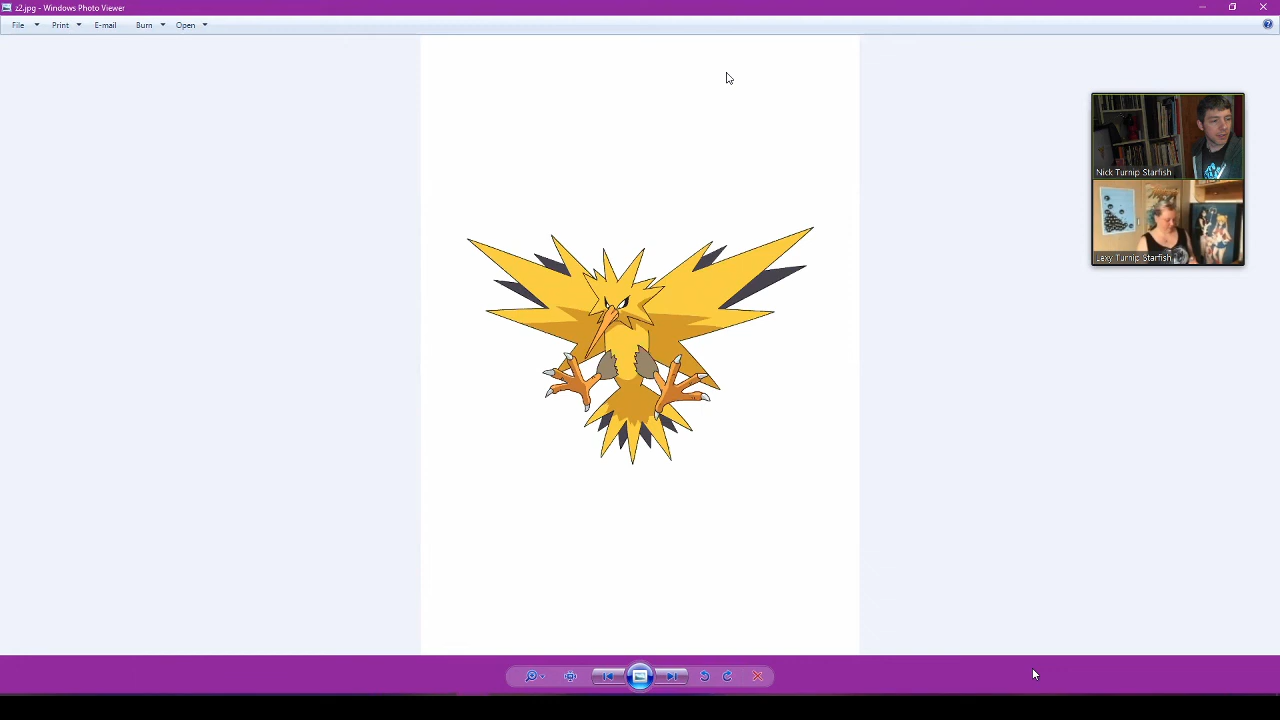 z2.jpg - Windows Photo Viewer
File Print E-mail Burn Open
Nick Turnip Starfish
Lexy Turnip Starfish